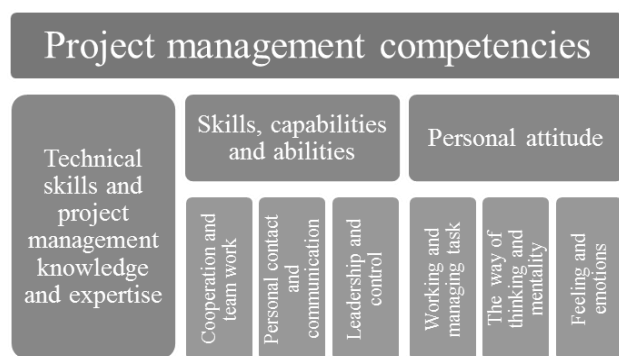 Project management competencies
Technical
skills and
project
management
knowledge
and expertise
Skills, capabilities
and abilities
Personal attitude
Cooperation and
team work
Personal contact
and
communication
Leadership and
control
Working and
managing task
The way of
thinking and
mentality
Feeling and
emotions